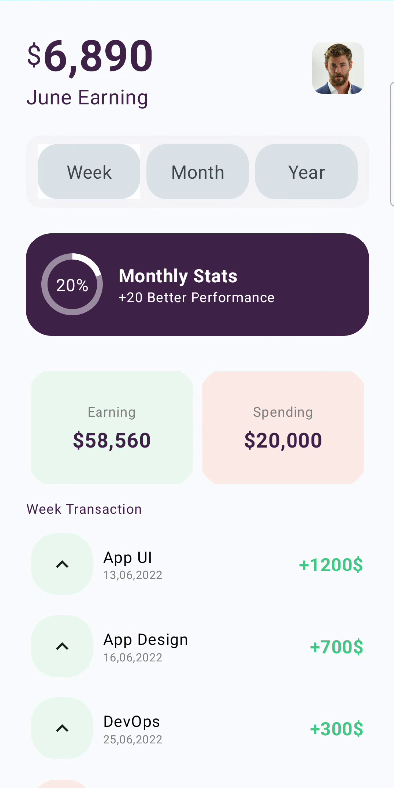 $6,890
June Earning
Week Month Year
20%
Monthly Stats
+20 Better Performance
Earning
$58,560
Spending
$20,000
Week Transaction
App UI
13,06,2022
+1200$
App Design
16,06,2022
+700$
DevOps
25,06,2022
+300$